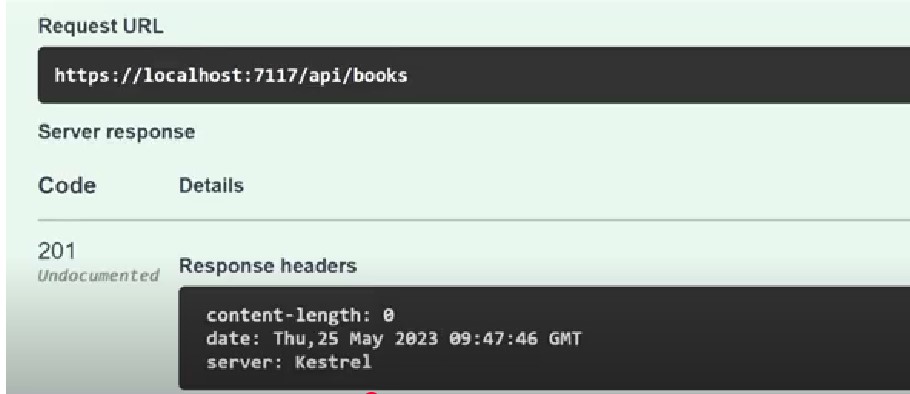 Request URL
https://localhost:7117/api/books
Server response
Code Details
201
Undocumented
Response headers
content-length: 0
date: Thu,25 May 2023 09:47:46 GMT
server: Kestrel